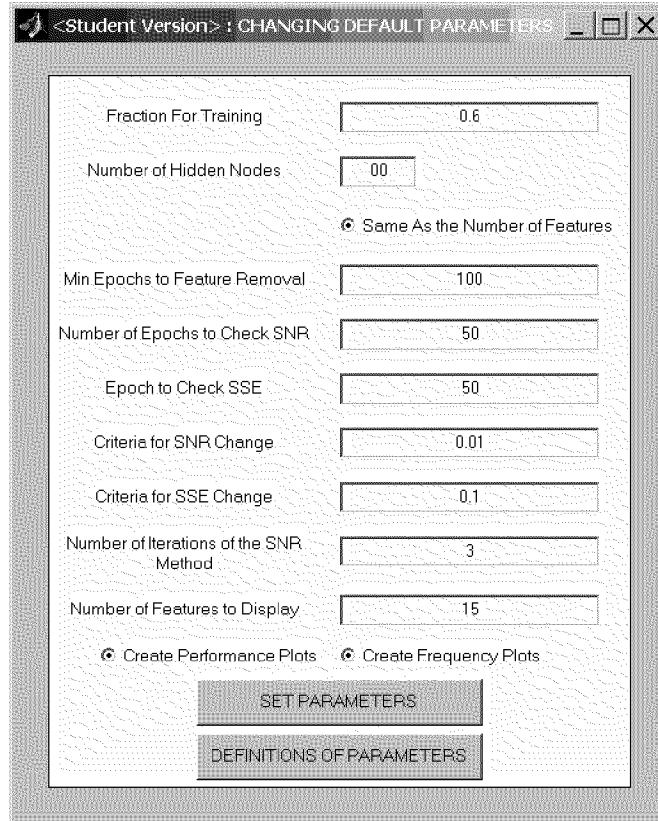 <Student Version> : CHANGING DEFAULT PARAMETERS
Fraction For Training 0.6
Number of Hidden Nodes 00
Same As the Number of Features
Min Epochs to Feature Removal 100
Number of Epochs to Check SNR 50
Epoch to Check SSE 50
Criteria for SNR Change 0.01
Criteria for SSE Change 0.1
Number of Iterations of the SNR
Method 3
Number of Features to Display 15
Create Performance Plots Create Frequency Plots
SET PARAMETERS
DEFINITIONS OF PARAMETERS